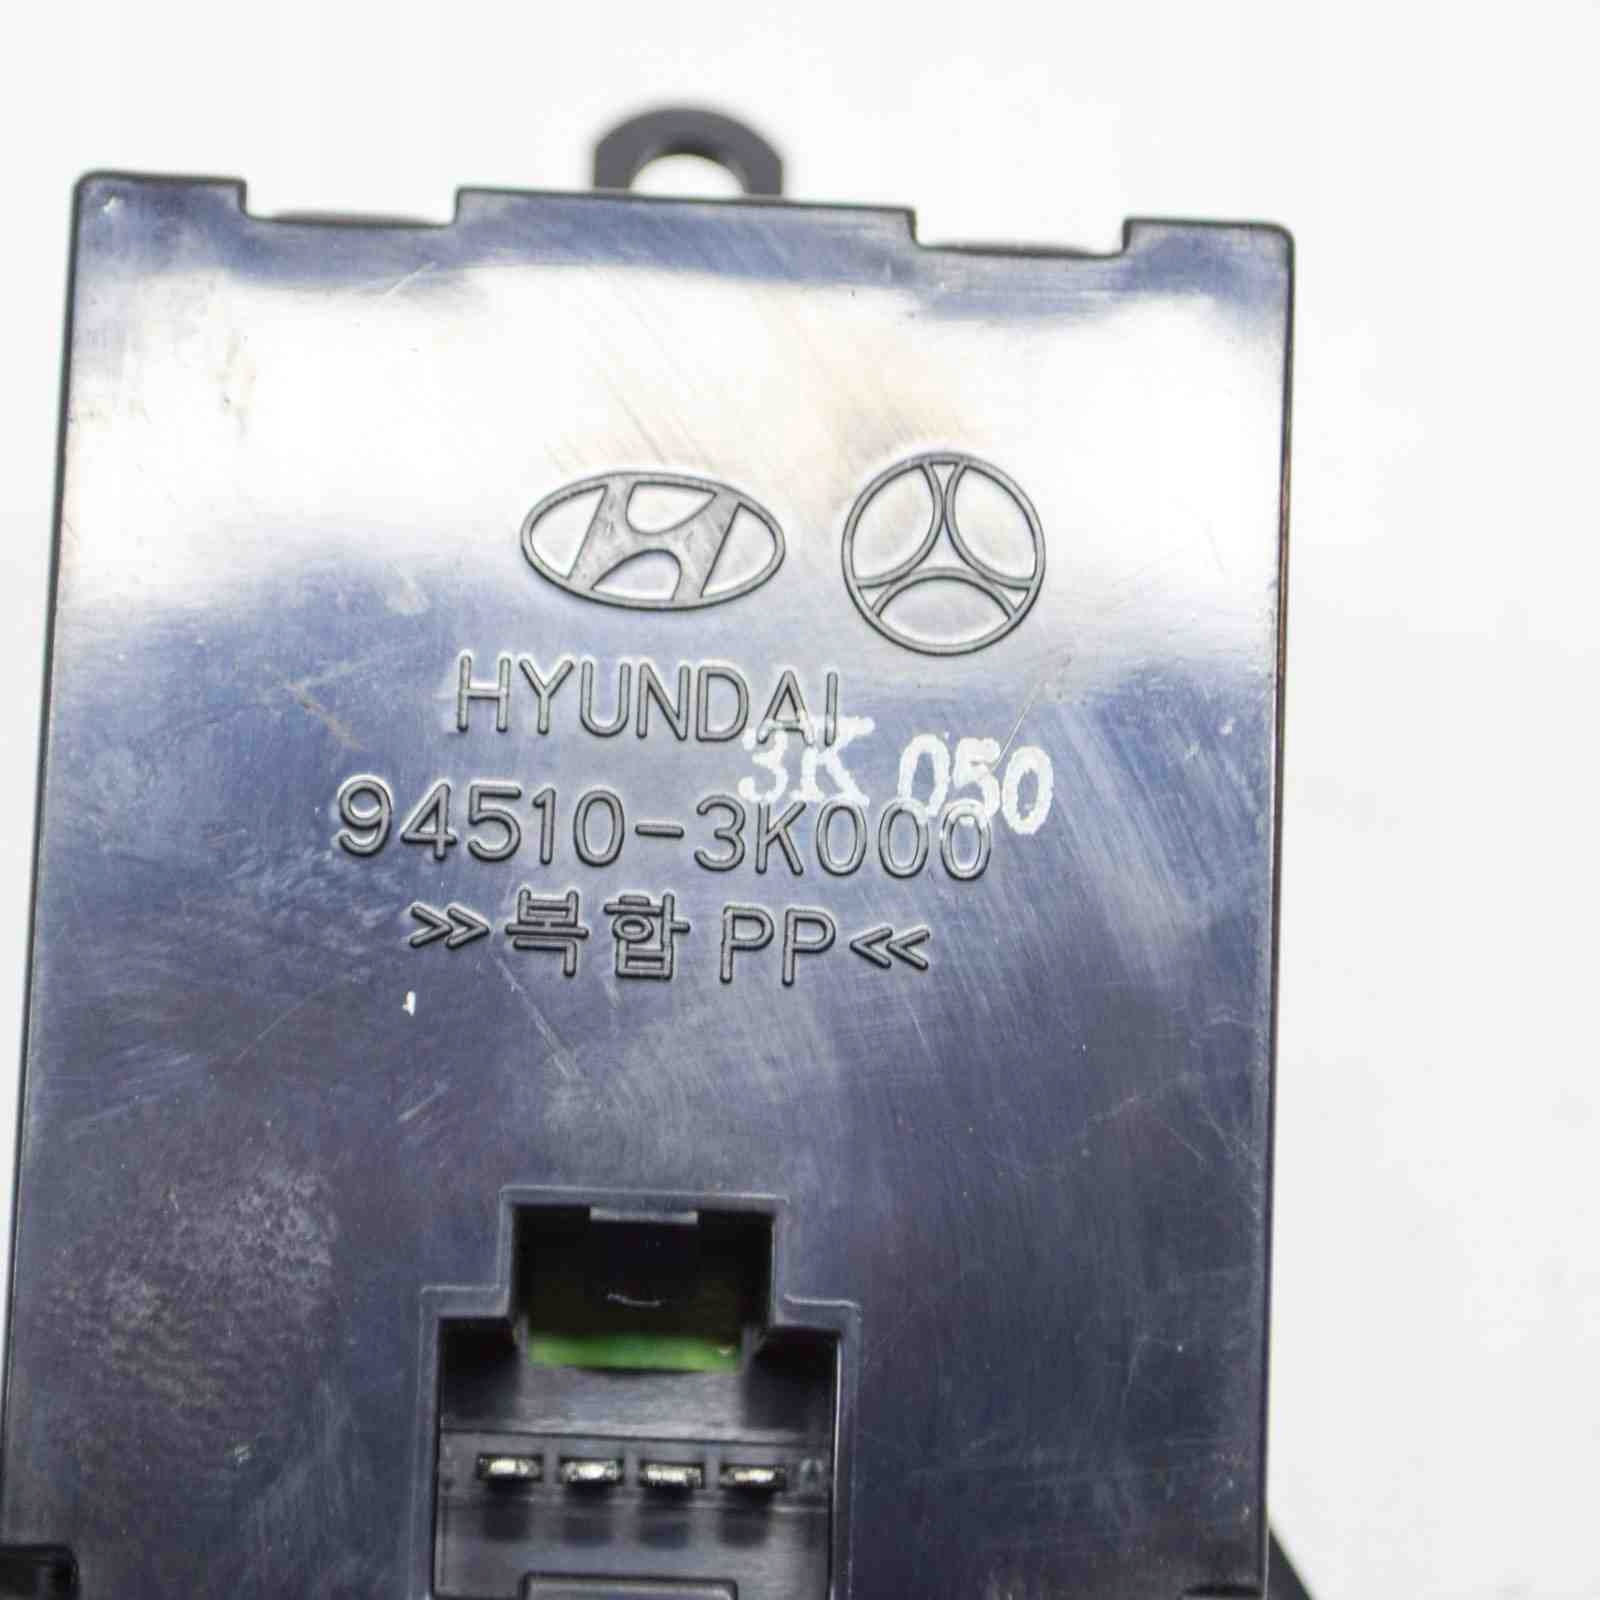 HYUNDAI
3K 050
94510-3K000
>>복합 PP<<